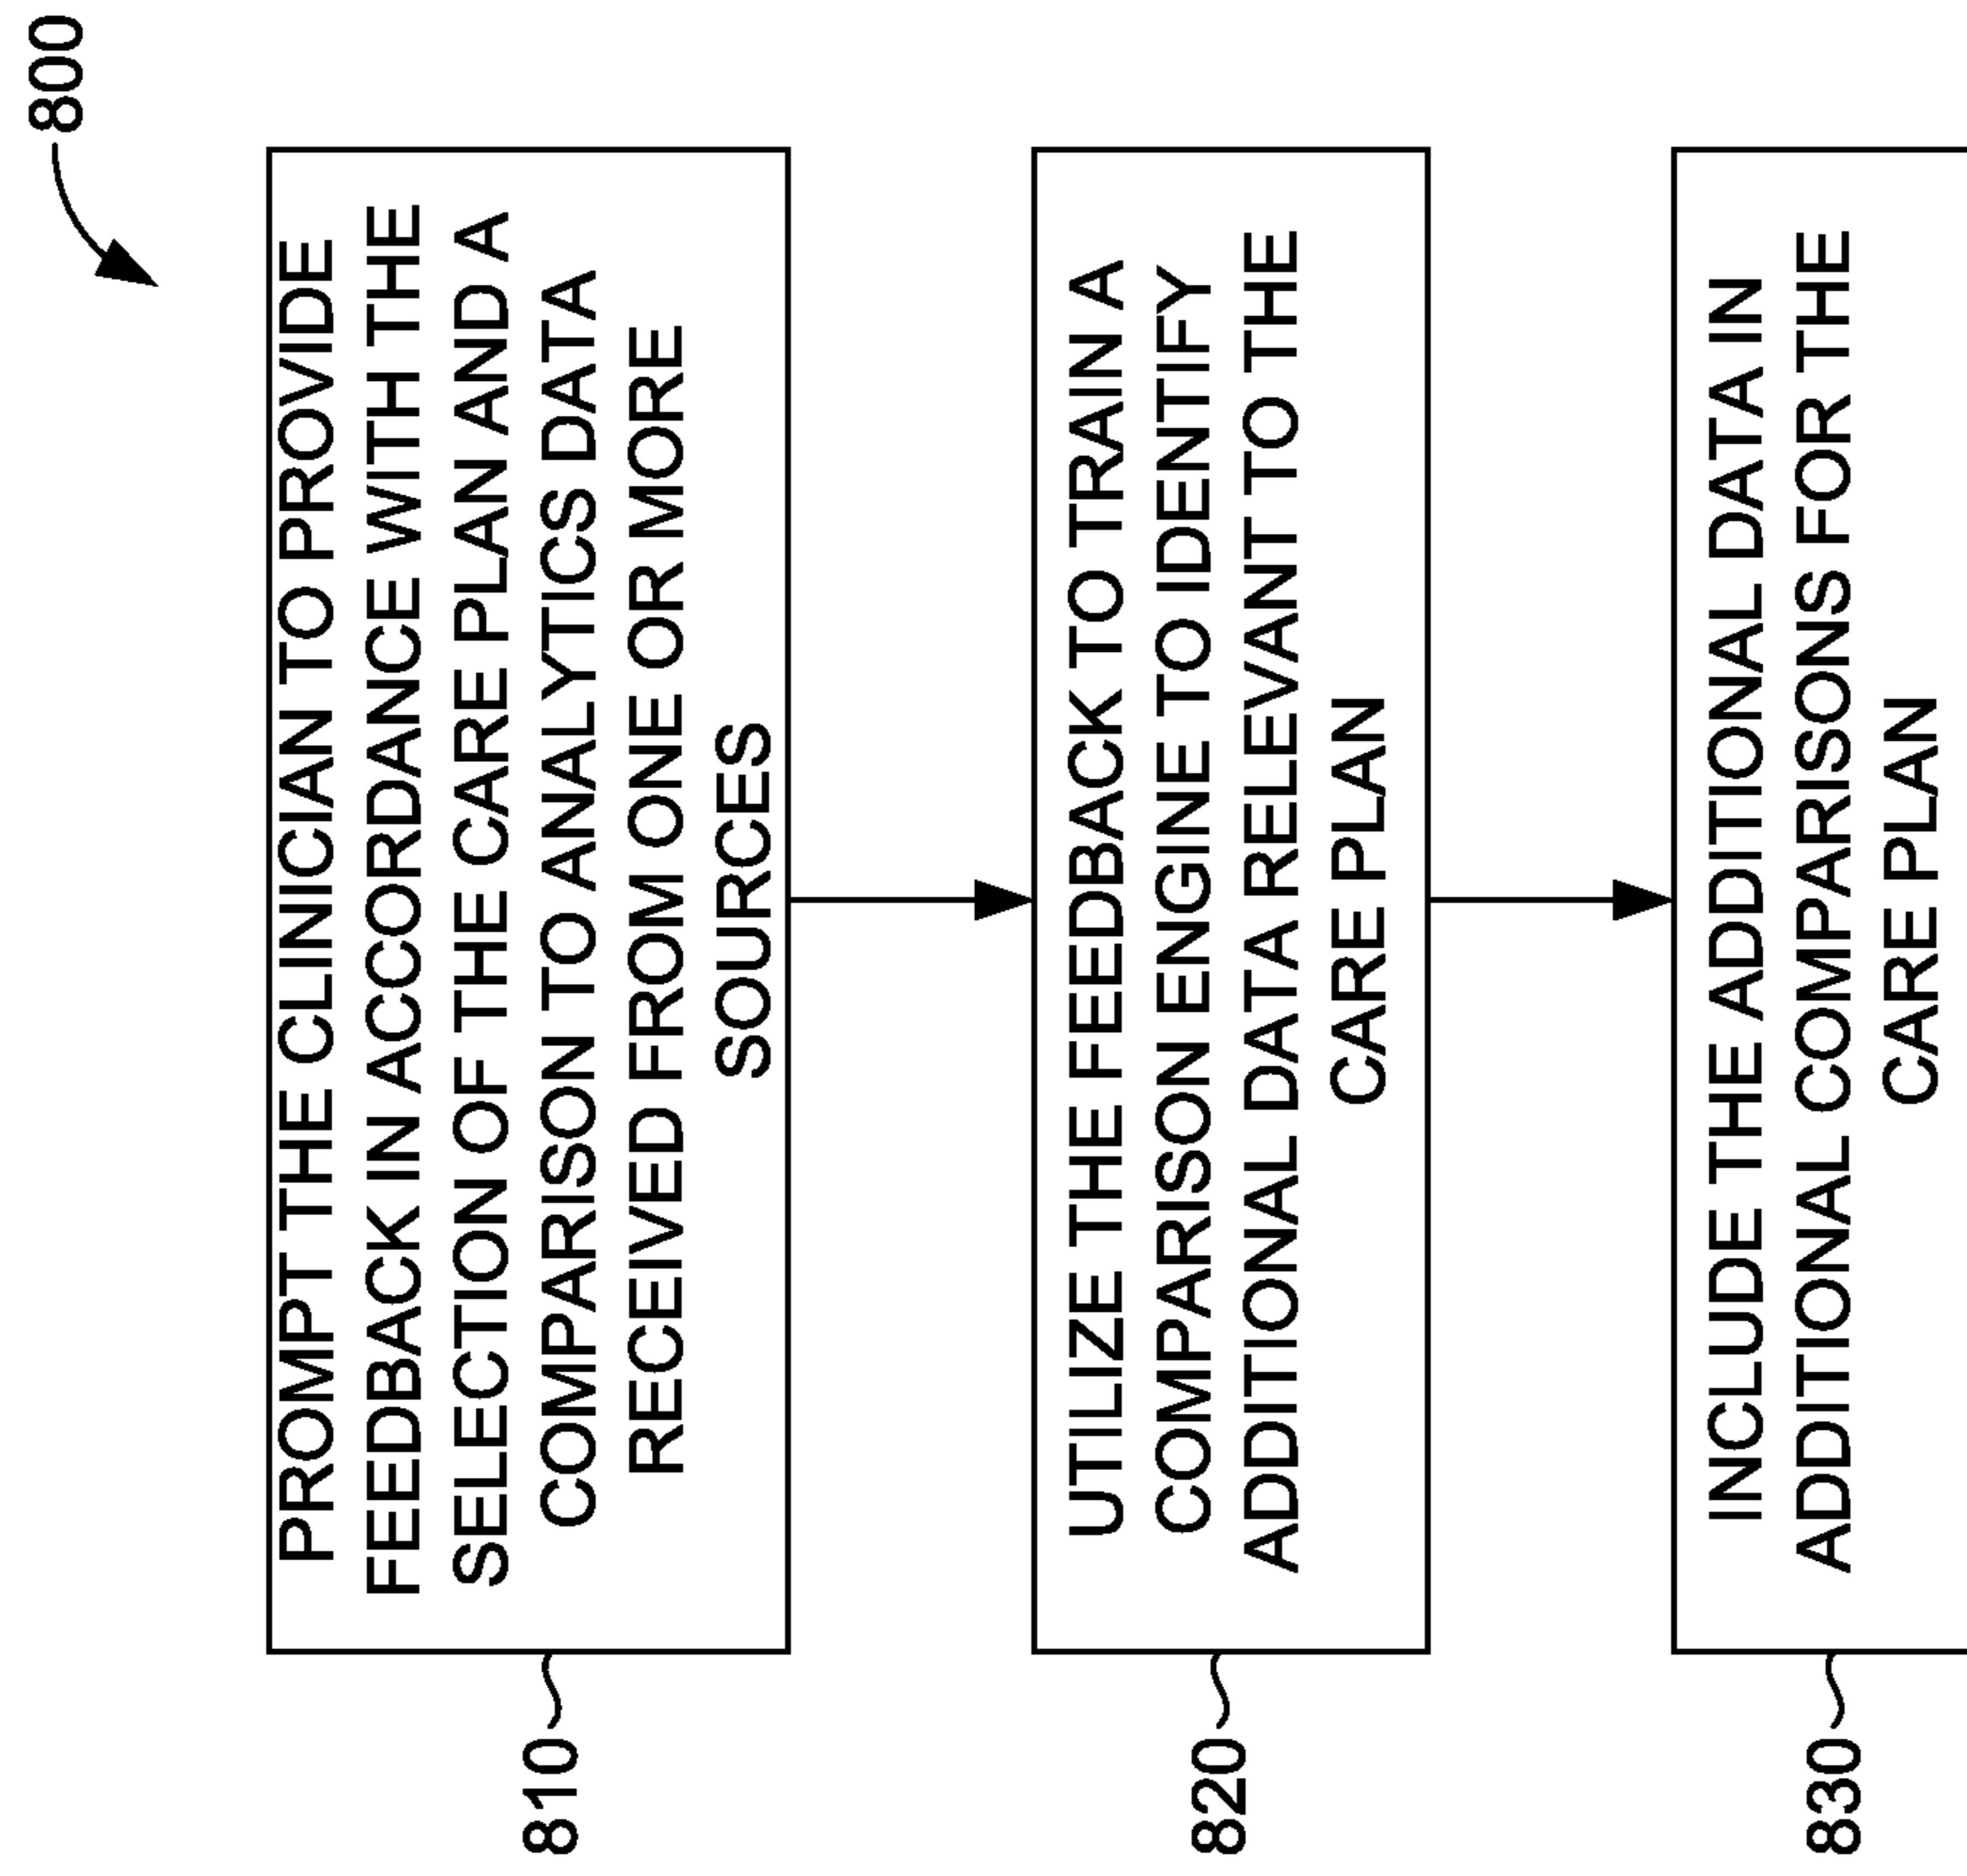 800
PROMPT THE CLINICIAN TO PROVIDE
FEEDBACK IN ACCORDANCE WITH THE
SELECTION OF THE CARE PLAN AND A
COMPARISON TO ANALYTICS DATA
RECEIVED FROM ONE OR MORE
SOURCES
810
UTILIZE THE FEEDBACK TO TRAIN A
COMPARISON ENGINE TO IDENTIFY
ADDITIONAL DATA RELEVANT TO THE
CARE PLAN
820
INCLUDE THE ADDITIONAL DATA IN
ADDITIONAL COMPARISONS FOR THE
CARE PLAN
830